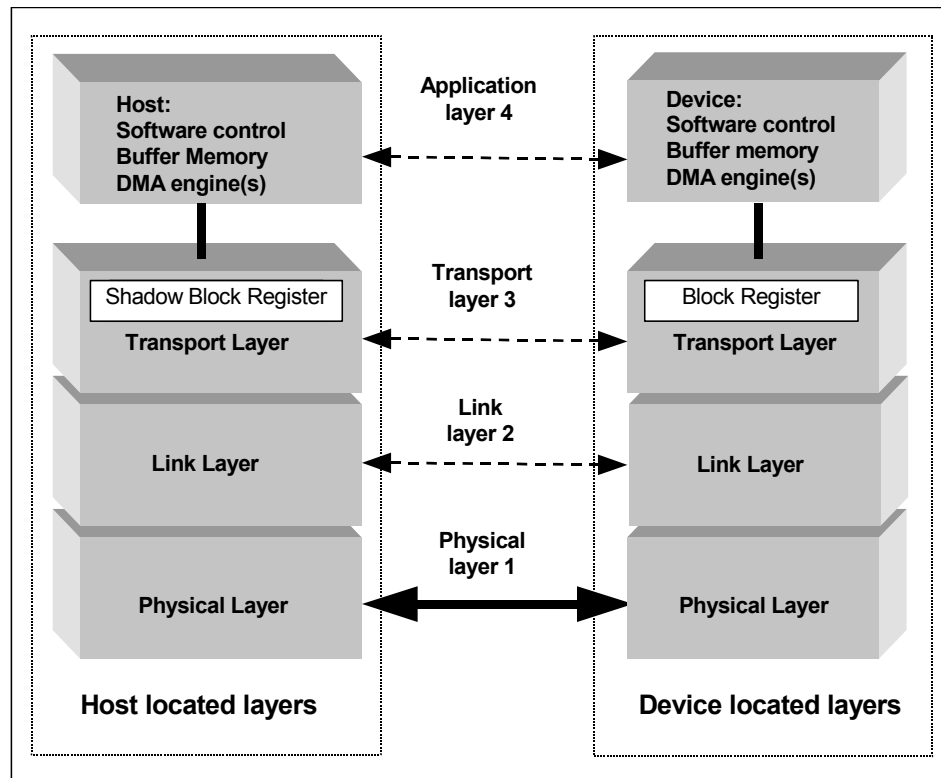 Host:
Software control
Buffer Memory
DMA engine(s)
Shadow Block Register
Transport Layer
Link Layer
Physical Layer
Host located layers
Application
layer 4
Transport
layer 3
Link
layer 2
Physical
layer 1
Device:
Software control
Buffer memory
DMA engine(s)
Block Register
Transport Layer
Link Layer
Physical Layer
Device located layers